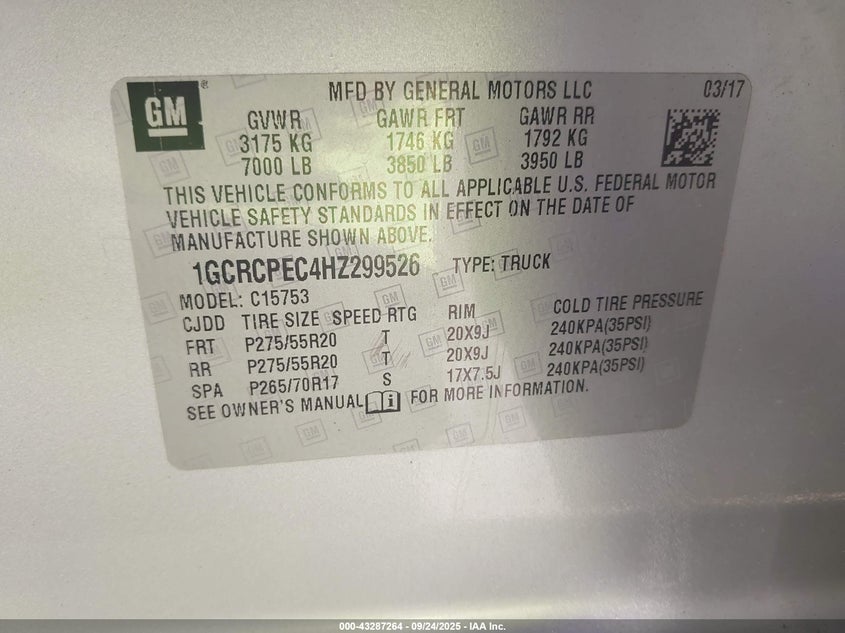 GM ® MFD BY GENERAL MOTORS LLC 03/17
GVWR GAWR FRT GAWR RR
3175 KG 1746 KG 1792 KG
7000 LB 3850 LB 3950 LB
THIS VEHICLE CONFORMS TO ALL APPLICABLE U.S. FEDERAL MOTOR
VEHICLE SAFETY STANDARDS IN EFFECT ON THE DATE OF
MANUFACTURE SHOWN ABOVE.
1GCRCPEC4HZ299526 TYPE: TRUCK
MODEL: C15753
CJDD TIRE SIZE SPEED RTG RIM COLD TIRE PRESSURE
FRT P275/55R20 T 20X9J 240KPA(35PSI)
RR P275/55R20 T 20X9J 240KPA(35PSI)
SPA P265/70R17 S 17X7.5J 240KPA(35PSI)
SEE OWNER'S MANUAL i FOR MORE INFORMATION.
000-43287264 - 09/24/2025 - IAA Inc.